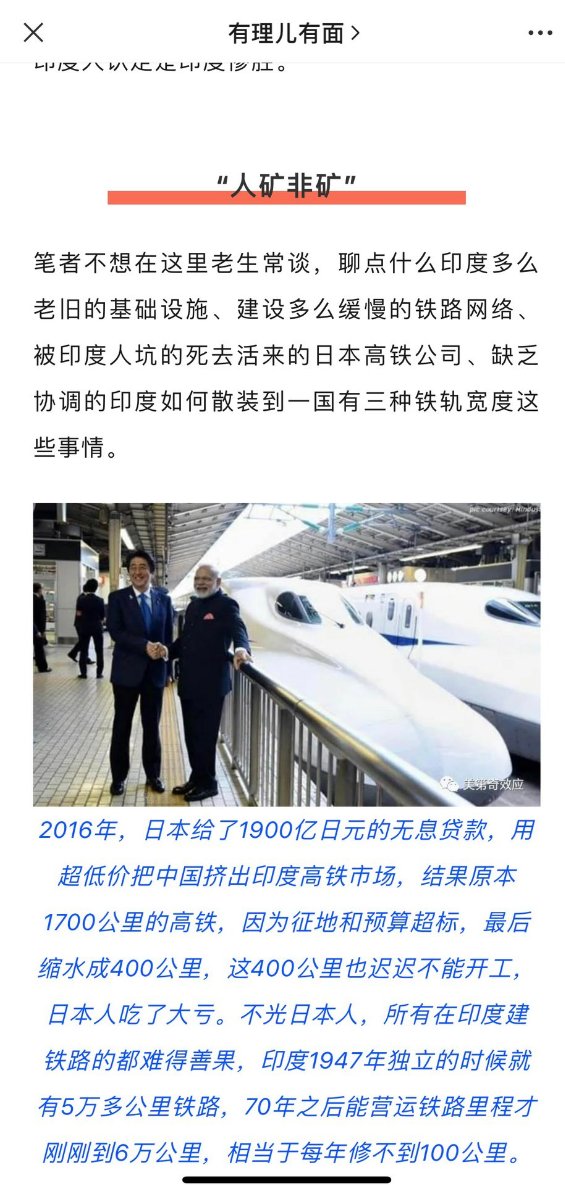 有理儿有面
印度人认定是印度惨胜。
“人矿非矿”
笔者不想在这里老生常谈，聊点什么印度多么
老旧的基础设施、建设多么缓慢的铁路网络、
被印度人坑的死去活来的日本高铁公司、缺乏
协调的印度如何散装到一国有三种铁轨宽度这
些事情。
pic courtesy Hindus
美第奇效应
2016年，日本给了1900亿日元的无息贷款，用
超低价把中国挤出印度高铁市场，结果原本
1700公里的高铁，因为征地和预算超标，最后
缩水成400公里，这400公里也迟迟不能开工，
日本人吃了大亏。不光日本人，所有在印度建
铁路的都难得善果，印度1947年独立的时候就
有5万多公里铁路，70年之后能营运铁路里程才
刚刚到6万公里，相当于每年修不到100公里。